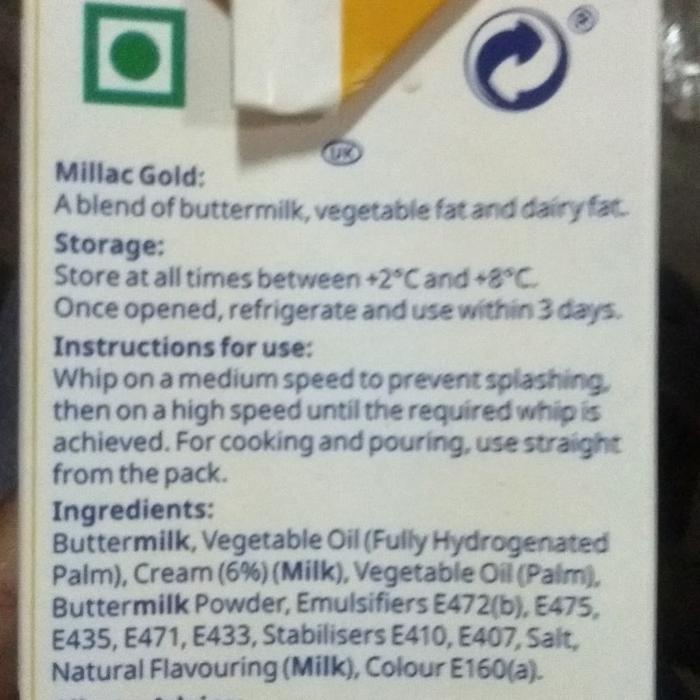 UK
Millac Gold:
A blend of buttermilk, vegetable fat and dairy fat.
Storage:
Store at all times between +2°C and +8°C.
Once opened, refrigerate and use within 3 days.
Instructions for use:
Whip on a medium speed to prevent splashing,
then on a high speed until the required whip is
achieved. For cooking and pouring, use straight
from the pack.
Ingredients:
Buttermilk, Vegetable Oil (Fully Hydrogenated
Palm), Cream (6%) (Milk), Vegetable Oil (Palm),
Buttermilk Powder, Emulsifiers E472(b), E475,
E435, E471, E433, Stabilisers E410, E407, Salt,
Natural Flavouring (Milk), Colour E160(a).